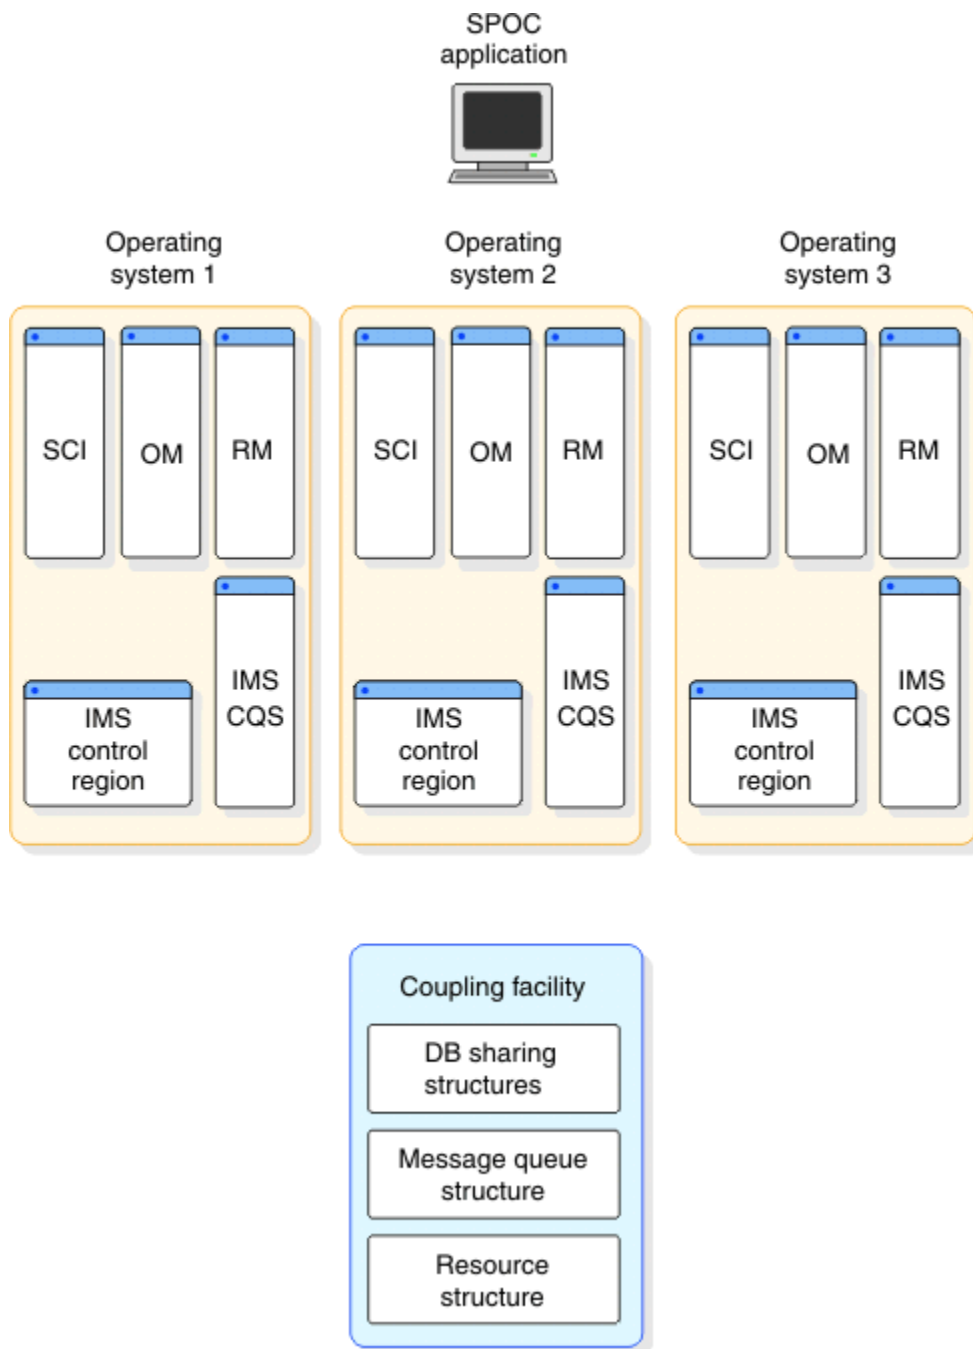 SPOC
application
Operating
system 1
Operating
system 2
Operating
system 3
SCI
OM
RM
IMS
CQS
IMS
control
region
SCI
OM
RM
IMS
CQS
IMS
control
region
SCI
OM
RM
IMS
CQS
IMS
control
region
Coupling facility
DB sharing
structures
Message queue
structure
Resource
structure